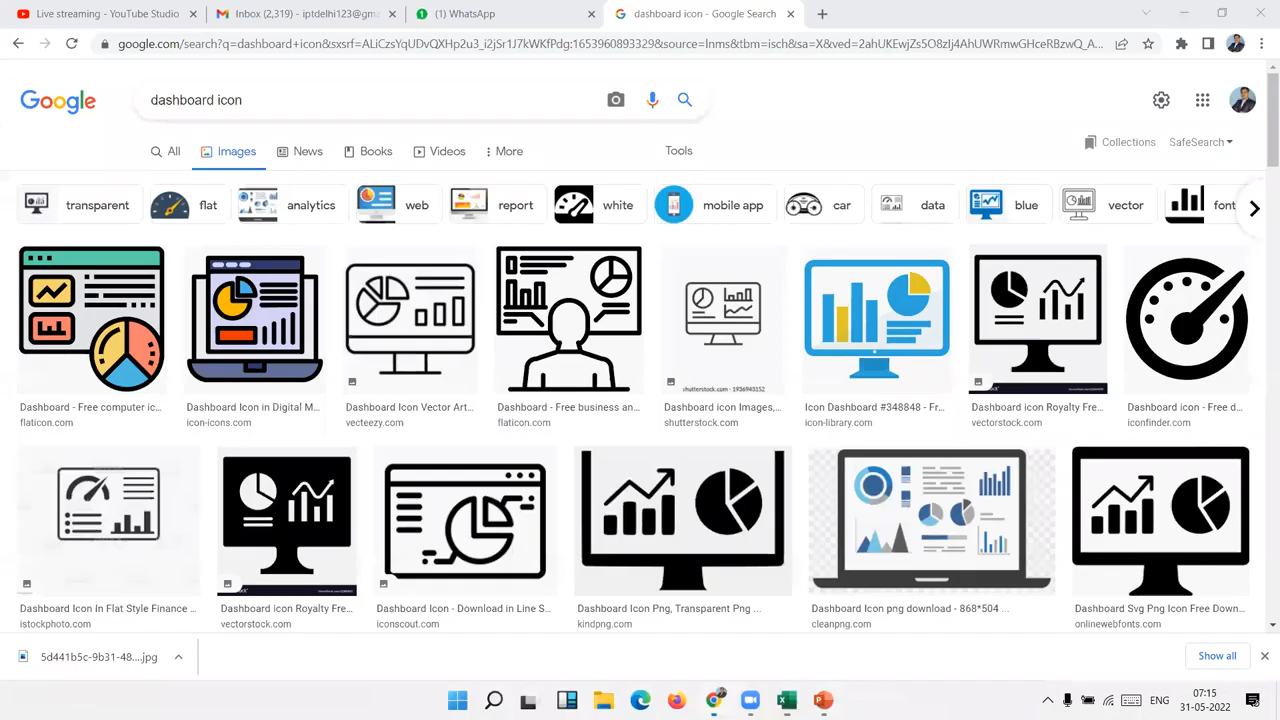 Live streaming - YouTube Studio
Inbox (2,319) - iptdelhi123@gma
(1) WhatsApp
dashboard icon - Google Search
google.com/search?q=dashboard+icon&sxsrf=ALiCzsYqUDvQXHp2u3_i2jSr1J7kWKfPdg:1653960893329&source=lnms&tbm=isch&sa=X&ved=2ahUKEwjZs5O8zIj4AhUWRmwGHceRBzwQ_A...
Google
dashboard icon
All
Images
News
Books
Videos
More
Tools
Collections
SafeSearch
transparent
flat
analytics
web
report
white
mobile app
car
data
blue
vector
font
shutterstock.com · 1936943152
Dashboard - Free computer ic...
flaticon.com
Dashboard Icon in Digital M...
icon-icons.com
Dashboard Icon Vector Art...
vecteezy.com
Dashboard - Free business an...
flaticon.com
Dashboard icon Images,...
shutterstock.com
Icon Dashboard #348848 - Fr...
icon-library.com
Dashboard icon Royalty Fre...
vectorstock.com
Dashboard icon - Free d...
iconfinder.com
Dashboard Icon In Flat Style Finance ...
istockphoto.com
Dashboard icon Royalty Fre...
vectorstock.com
Dashboard Icon - Download in Line S...
iconscout.com
Dashboard Icon Png, Transparent Png ...
kindpng.com
Dashboard Icon png download - 868*504 ...
cleanpng.com
Dashboard Svg Png Icon Free Down...
onlinewebfonts.com
5d441b5c-9b31-48....jpg
Show all
ENG
07:15
31-05-2022